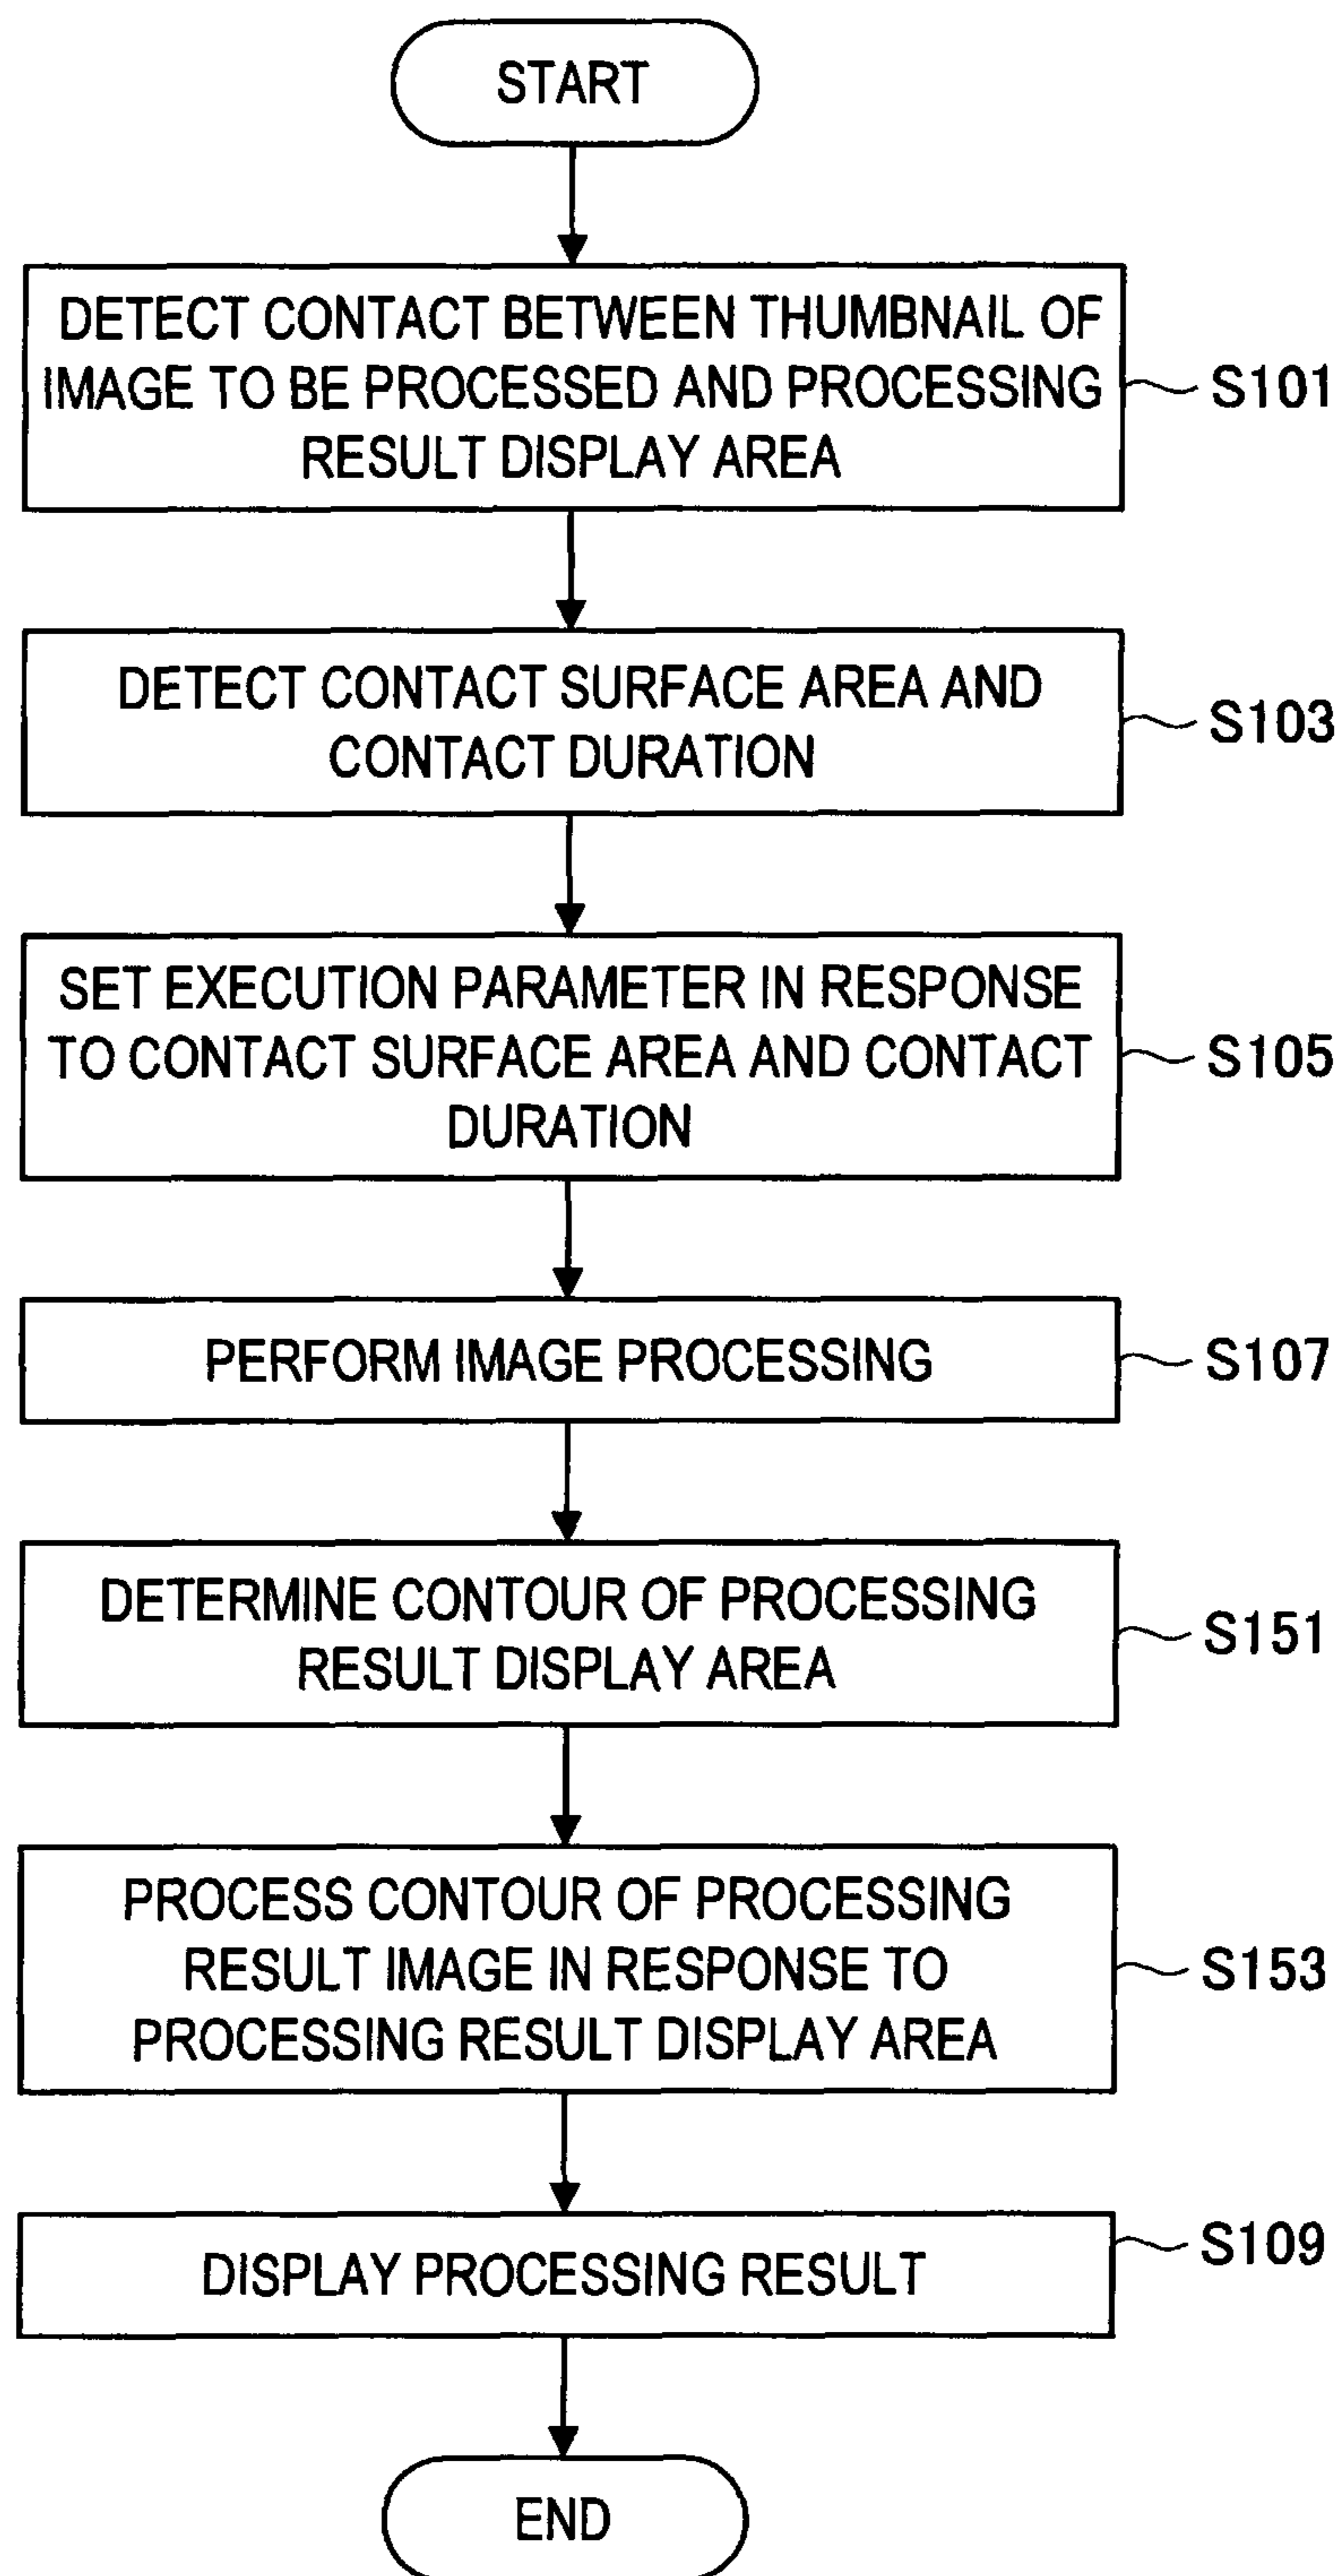 START
DETECT CONTACT BETWEEN THUMBNAIL OF
IMAGE TO BE PROCESSED AND PROCESSING
RESULT DISPLAY AREA
S101
DETECT CONTACT SURFACE AREA AND
CONTACT DURATION
S103
SET EXECUTION PARAMETER IN RESPONSE
TO CONTACT SURFACE AREA AND CONTACT
DURATION
S105
PERFORM IMAGE PROCESSING
S107
DETERMINE CONTOUR OF PROCESSING
RESULT DISPLAY AREA
S151
PROCESS CONTOUR OF PROCESSING
RESULT IMAGE IN RESPONSE TO
PROCESSING RESULT DISPLAY AREA
S153
DISPLAY PROCESSING RESULT
S109
END